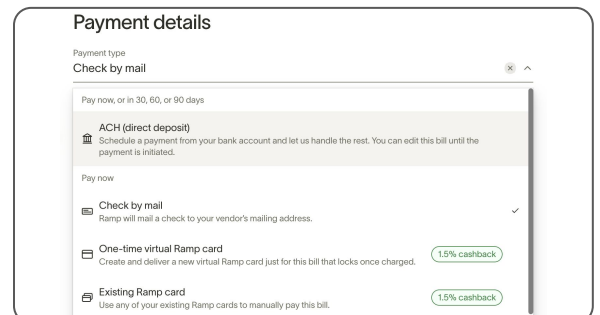 Payment details
Payment type
Check by mail
Pay now, or in 30, 60, or 90 days
ACH (direct deposit)
Schedule a payment from your bank account and let us handle the rest. You can edit this bill until the
payment is initiated.
Pay now
Check by mail
Ramp will mail a check to your vendor's mailing address.
One-time virtual Ramp card
Create and deliver a new virtual Ramp card just for this bill that locks once charged.
1.5% cashback
Existing Ramp card
Use any of your existing Ramp cards to manually pay this bill.
1.5% cashback